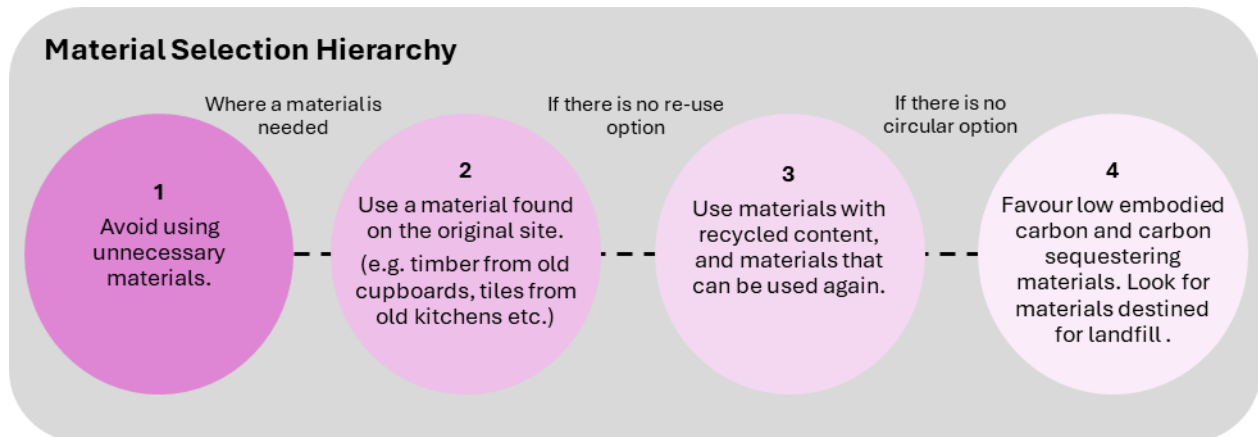 Material Selection Hierarchy
Where a material is
needed
If there is no re-use
option
If there is no
circular option
1
Avoid using
unnecessary
materials.
2
Use a material found
on the original site.
(e.g. timber from old
cupboards, tiles from
old kitchens etc.)
3
Use materials with
recycled content,
and materials that
can be used again.
4
Favour low embodied
carbon and carbon
sequestering
materials. Look for
materials destined
for landfill .